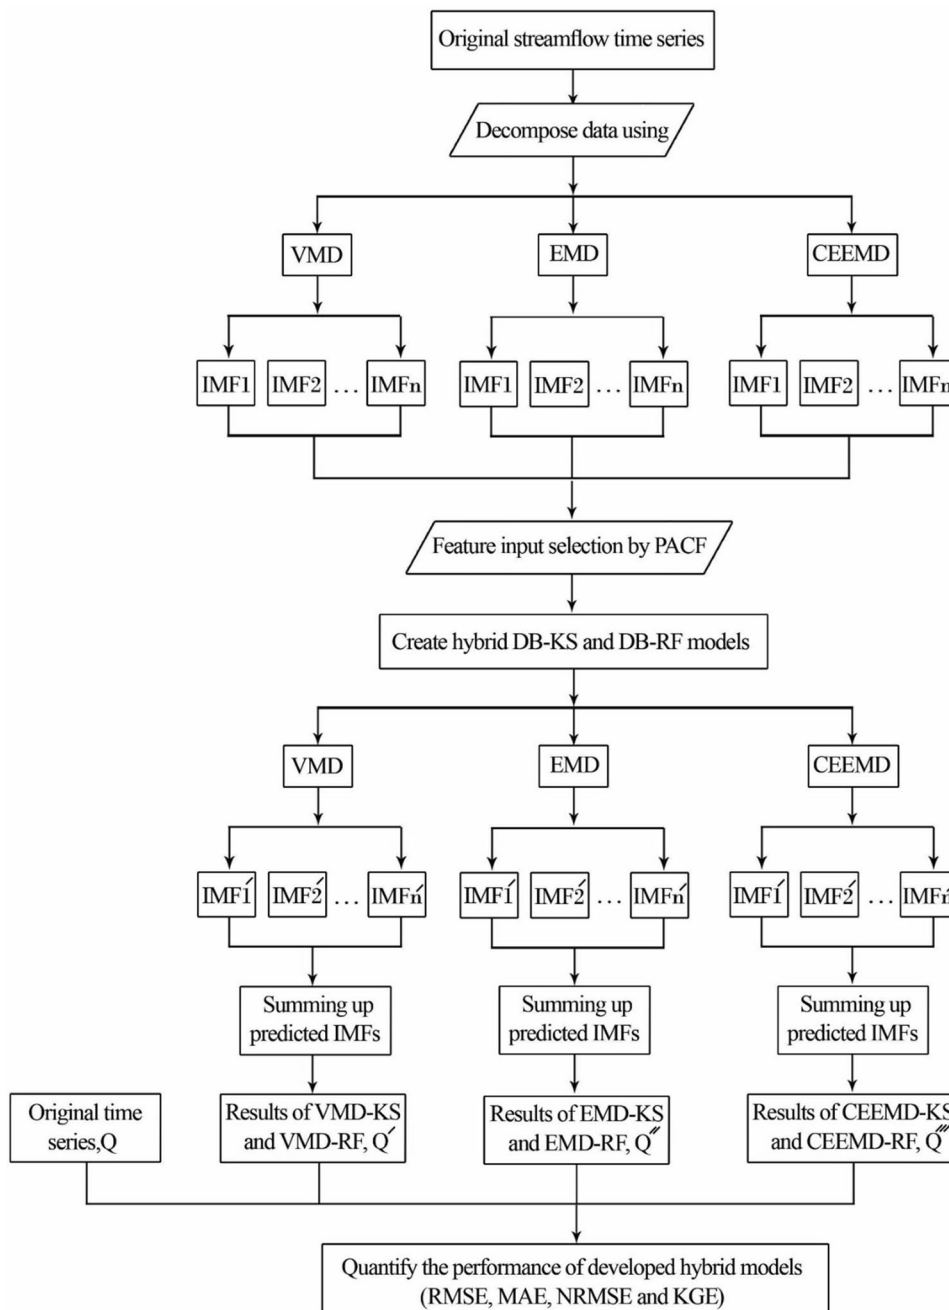 Original streamflow time series
Decompose data using
VMD
EMD
CEEMD
IMF1
IMF2
...
IMFn
IMF1
IMF2
...
IMFn
IMF1
IMF2
...
IMFn
Feature input selection by PACF
Create hybrid DB-KS and DB-RF models
VMD
EMD
CEEMD
IMF1′
IMF2′
...
IMFn′
IMF1′
IMF2′
...
IMFn′
IMF1′
IMF2′
...
IMFn′
Summing up
predicted IMFs
Summing up
predicted IMFs
Summing up
predicted IMFs
Original time
series,Q
Results of VMD-KS
and VMD-RF, Q′
Results of EMD-KS
and EMD-RF, Q″
Results of CEEMD-KS
and CEEMD-RF, Q‴
Quantify the performance of developed hybrid models
(RMSE, MAE, NRMSE and KGE)